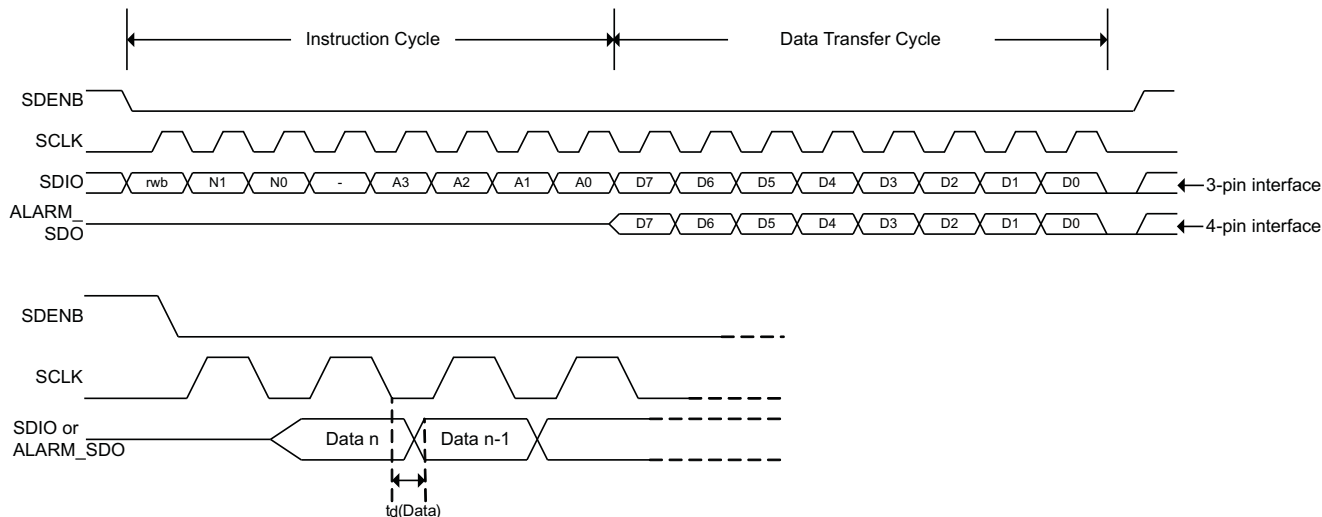 Instruction Cycle Data Transfer Cycle
SDENB
SCLK
SDIO rwb N1 N0 - A3 A2 A1 A0 D7 D6 D5 D4 D3 D2 D1 D0 3-pin interface
ALARM_
SDO D7 D6 D5 D4 D3 D2 D1 D0 4-pin interface
SDENB
SCLK
SDIO or
ALARM_SDO Data n Data n-1
td(Data)